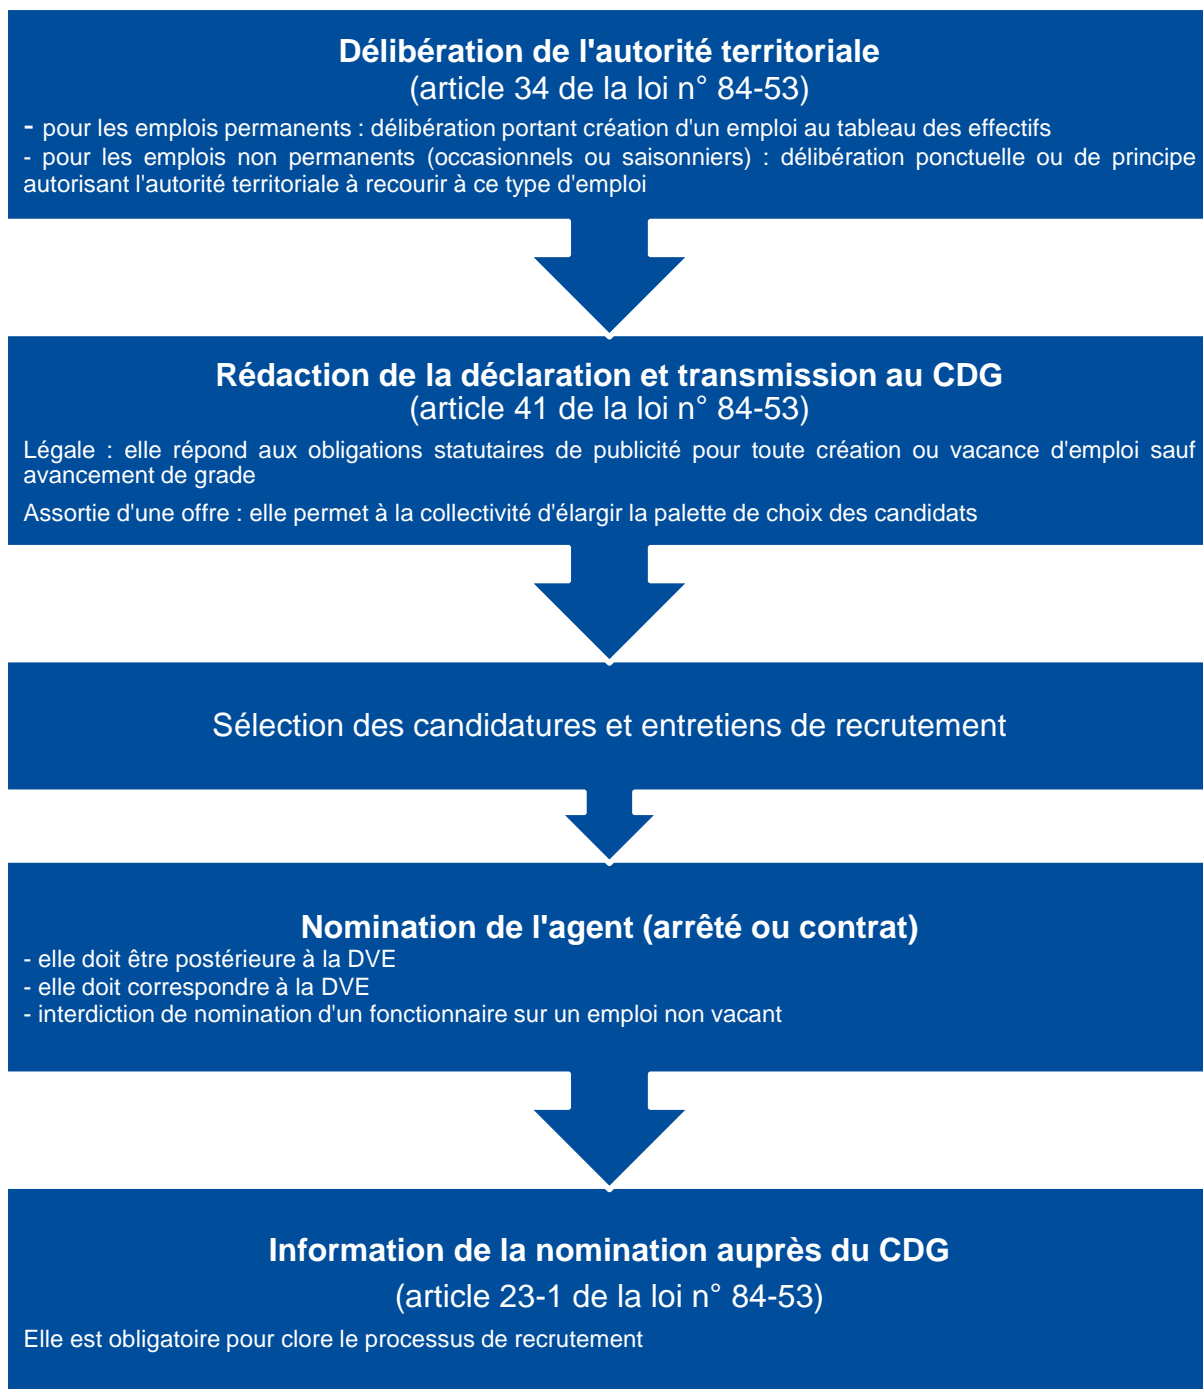 Délibération de l'autorité territoriale
(article 34 de la loi n° 84-53)
- pour les emplois permanents : délibération portant création d'un emploi au tableau des effectifs
- pour les emplois non permanents (occasionnels ou saisonniers) : délibération ponctuelle ou de principe
autorisant l'autorité territoriale à recourir à ce type d'emploi
Rédaction de la déclaration et transmission au CDG
(article 41 de la loi n° 84-53)
Légale : elle répond aux obligations statutaires de publicité pour toute création ou vacance d'emploi sauf
avancement de grade
Assortie d'une offre : elle permet à la collectivité d'élargir la palette de choix des candidats
Sélection des candidatures et entretiens de recrutement
Nomination de l'agent (arrêté ou contrat)
- elle doit être postérieure à la DVE
- elle doit correspondre à la DVE
- interdiction de nomination d'un fonctionnaire sur un emploi non vacant
Information de la nomination auprès du CDG
(article 23-1 de la loi n° 84-53)
Elle est obligatoire pour clore le processus de recrutement